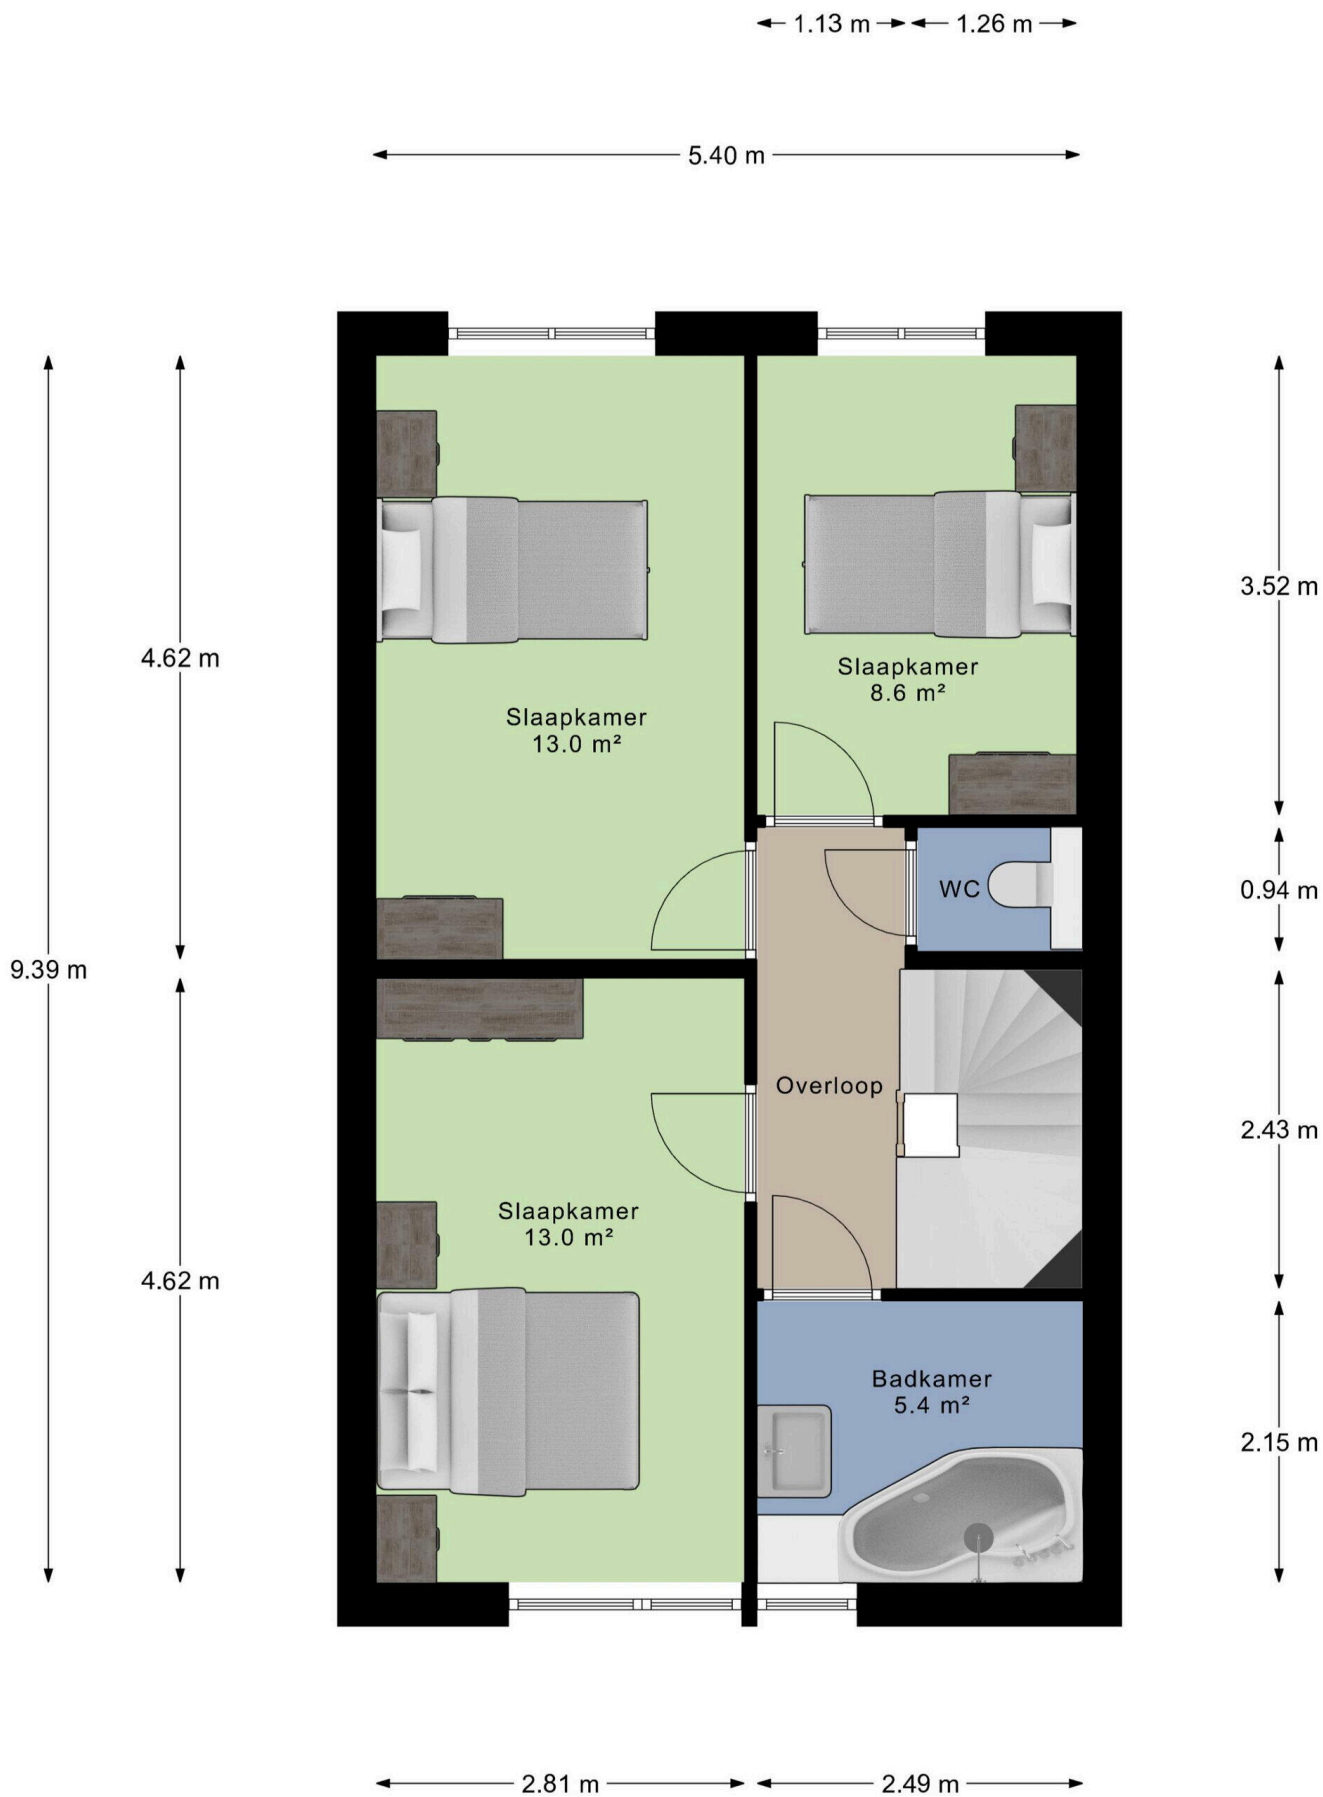 1.13 m
1.26 m
5.40 m
3.52 m
4.62 m
Slaapkamer
8.6 m²
Slaapkamer
13.0 m²
WC
0.94 m
9.39 m
Overloop
2.43 m
Slaapkamer
13.0 m²
4.62 m
Badkamer
5.4 m²
2.15 m
2.81 m
2.49 m